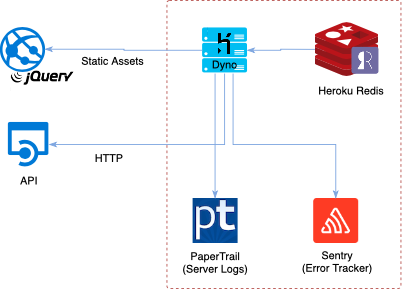 jQuery
Static Assets
Dyno
Heroku Redis
R
HTTP
API
pt
PaperTrail
(Server Logs)
Sentry
(Error Tracker)